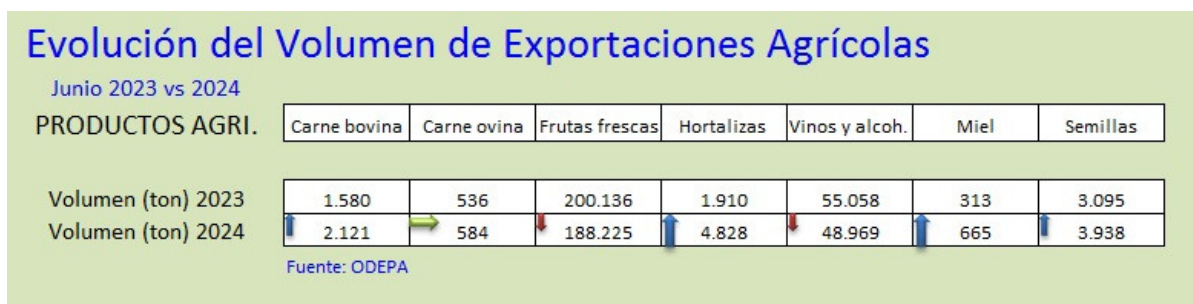 Evolución del Volumen de Exportaciones Agrícolas
Junio 2023 vs 2024
PRODUCTOS AGRI. Carne bovina Carne ovina Frutas frescas Hortalizas Vinos y alcoh. Miel Semillas
Volumen (ton) 2023 1.580 536 200.136 1.910 55.058 313 3.095
Volumen (ton) 2024 2.121 584 188.225 4.828 48.969 665 3.938
Fuente: ODEPA